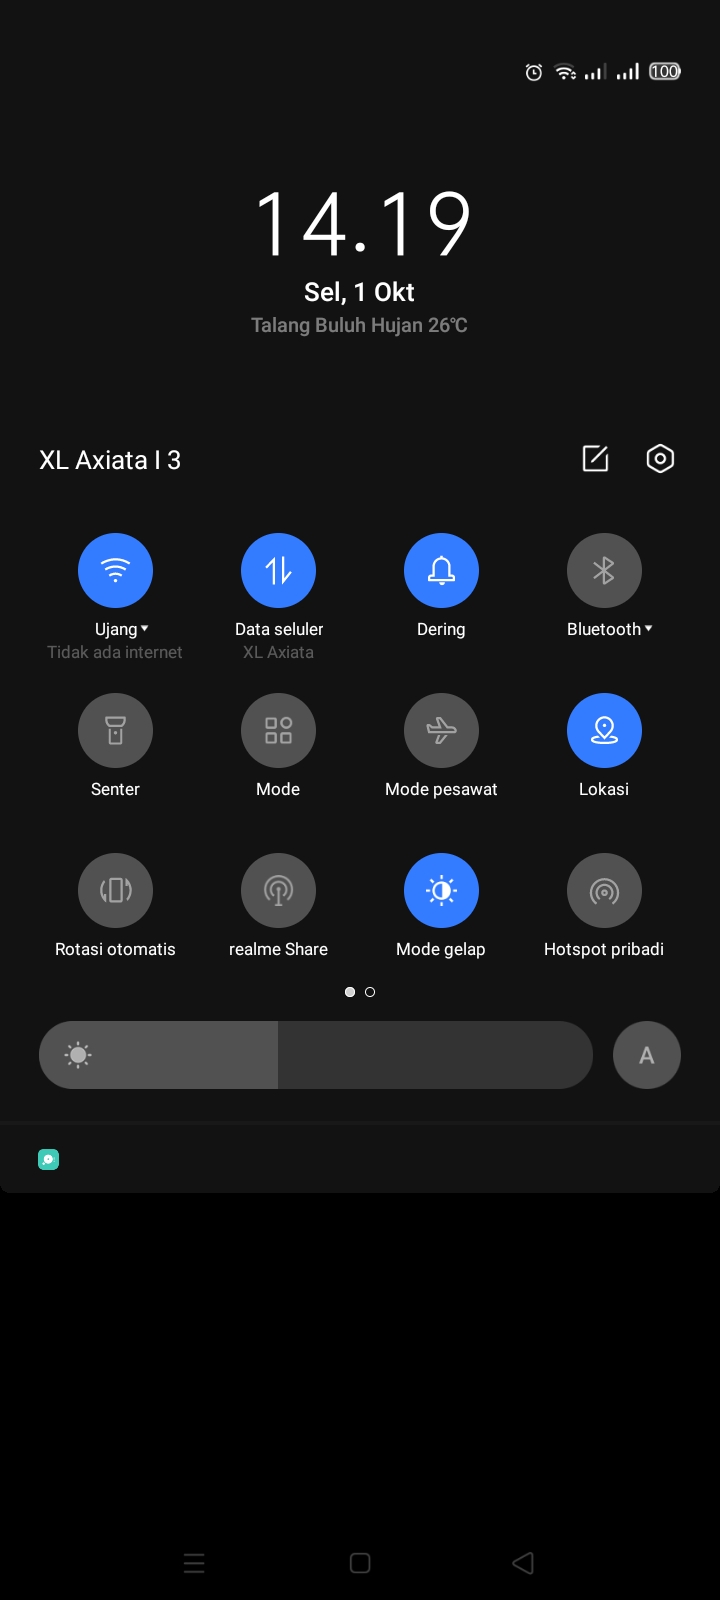 100
14.19
Sel, 1 Okt
Talang Buluh Hujan 26℃
XL Axiata I 3
Ujang
Data seluler
Dering
Bluetooth
Tidak ada internet
XL Axiata
Senter
Mode
Mode pesawat
Lokasi
Rotasi otomatis
realme Share
Mode gelap
Hotspot pribadi
A